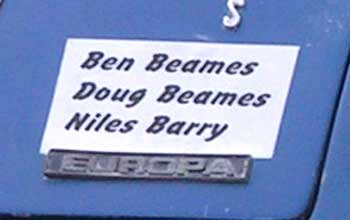 S
Ben Beames
Doug Beames
Niles Barry
EUROPA